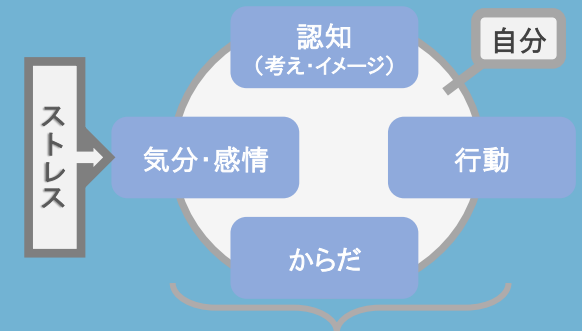 認知
(考え・イメージ)
自分
ストレス
気分・感情
行動
からだ